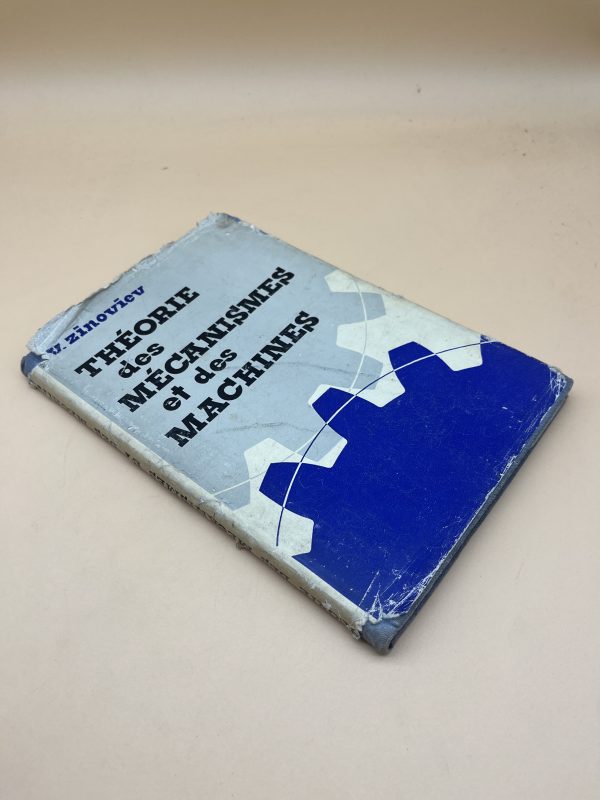 v. zinoviev
THÉORIE
des
MÉCANISMES
et des
MACHINES